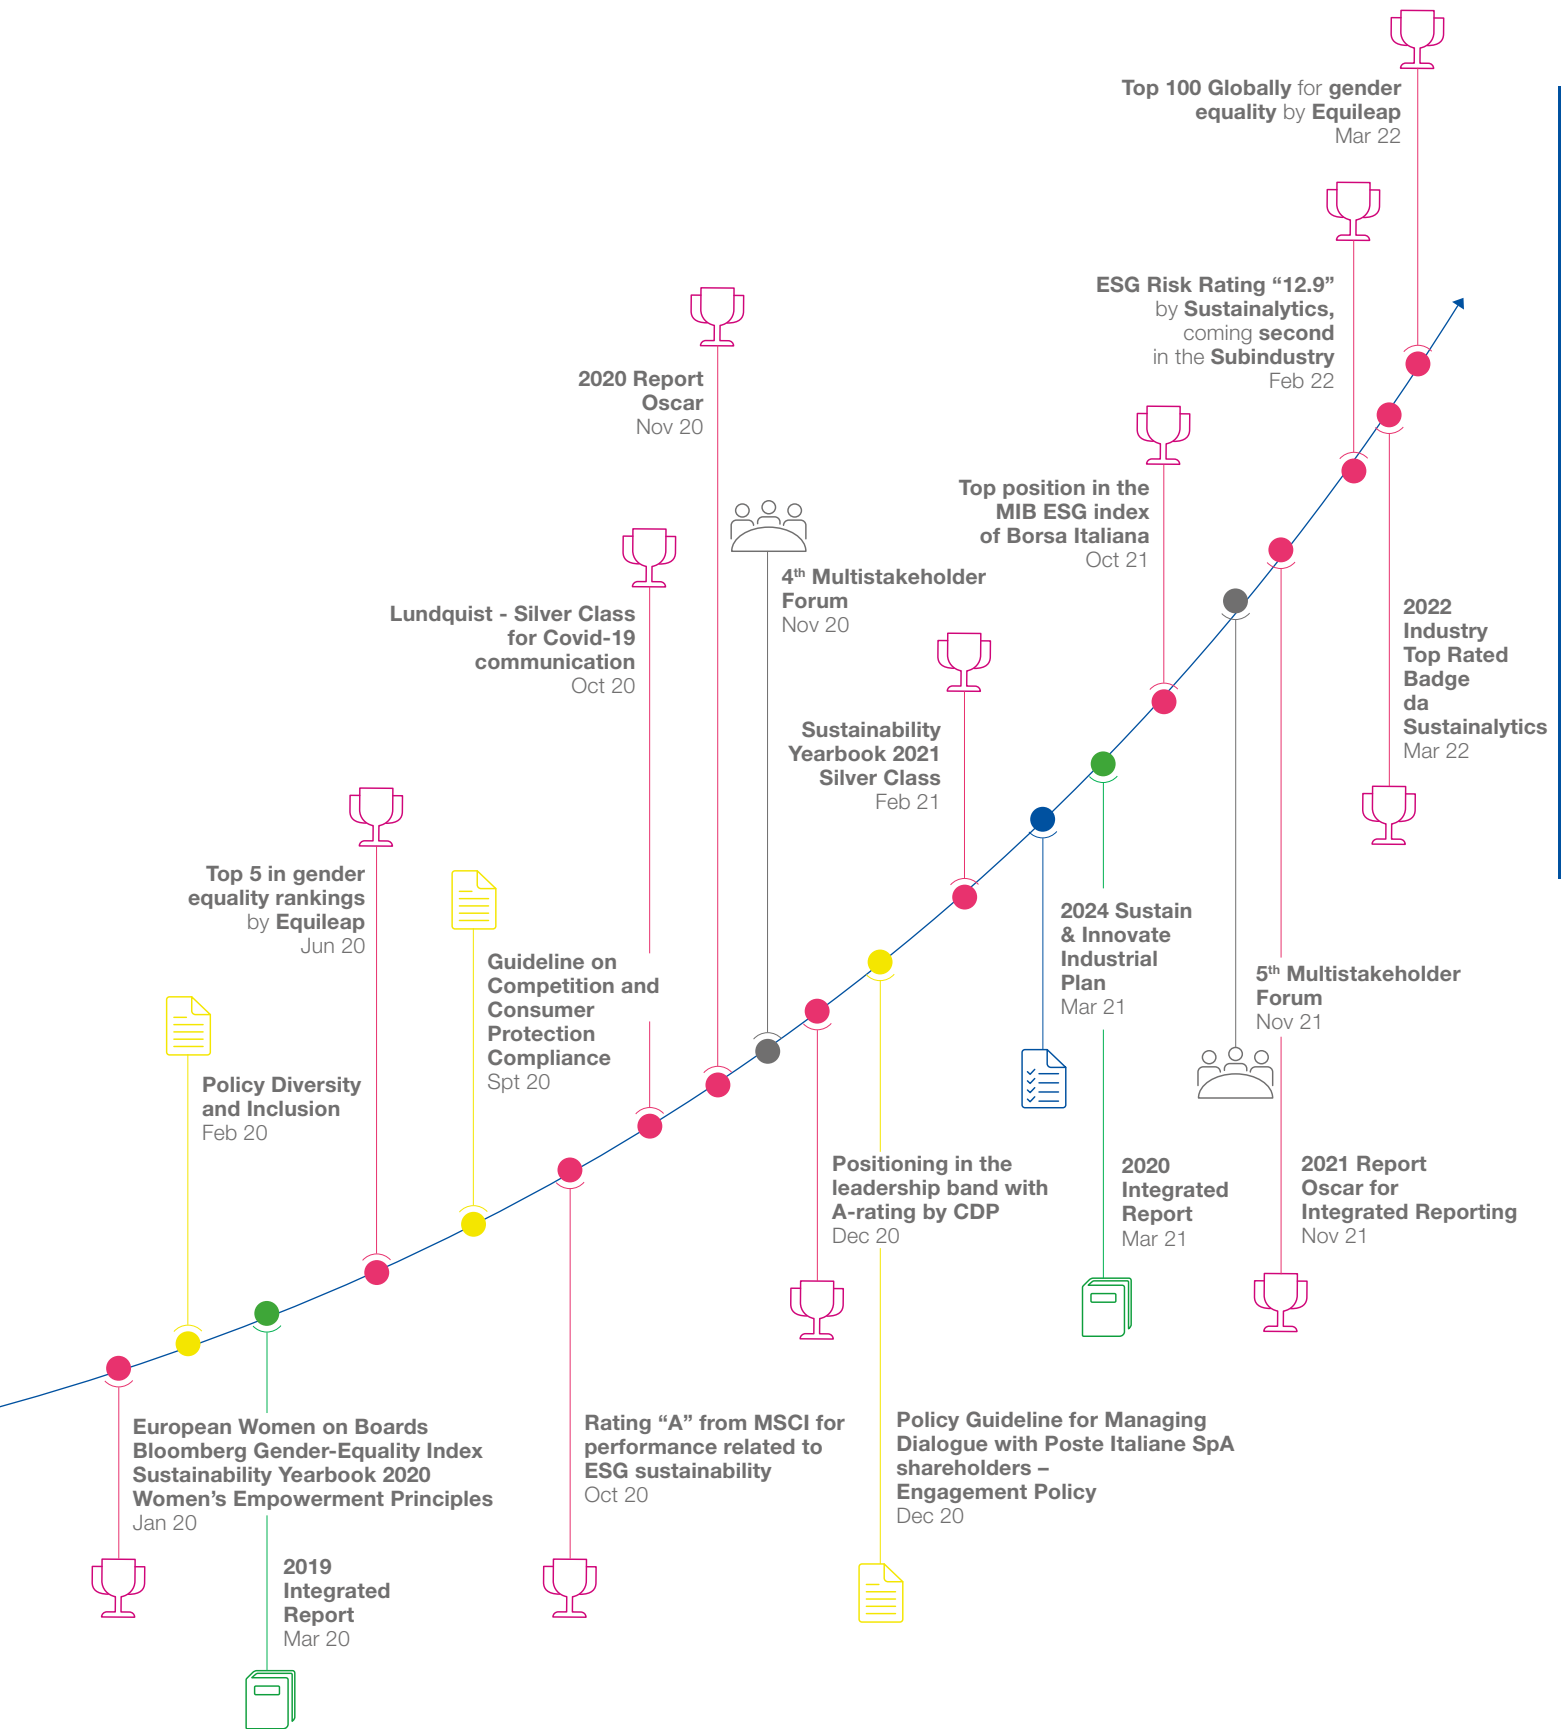 Top 100 Globally for gender
equality by Equileap
Mar 22
ESG Risk Rating “12.9”
by Sustainalytics,
coming second
in the Subindustry
Feb 22
2020 Report
Oscar
Nov 20
Top position in the
MIB ESG index
of Borsa Italiana
Oct 21
4th Multistakeholder
Forum
Nov 20
Lundquist - Silver Class
for Covid-19
communication
Oct 20
2022
Industry
Top Rated
Badge
da
Sustainalytics
Mar 22
Sustainability
Yearbook 2021
Silver Class
Feb 21
Top 5 in gender
equality rankings
by Equileap
Jun 20
2024 Sustain
& Innovate
Industrial
Plan
Mar 21
Guideline on
Competition and
Consumer
Protection
Compliance
Spt 20
5th Multistakeholder
Forum
Nov 21
Policy Diversity
and Inclusion
Feb 20
Positioning in the
leadership band with
A-rating by CDP
Dec 20
2020
Integrated
Report
Mar 21
2021 Report
Oscar for
Integrated Reporting
Nov 21
European Women on Boards
Bloomberg Gender-Equality Index
Sustainability Yearbook 2020
Women’s Empowerment Principles
Jan 20
Rating “A” from MSCI for
performance related to
ESG sustainability
Oct 20
Policy Guideline for Managing
Dialogue with Poste Italiane SpA
shareholders –
Engagement Policy
Dec 20
2019
Integrated
Report
Mar 20